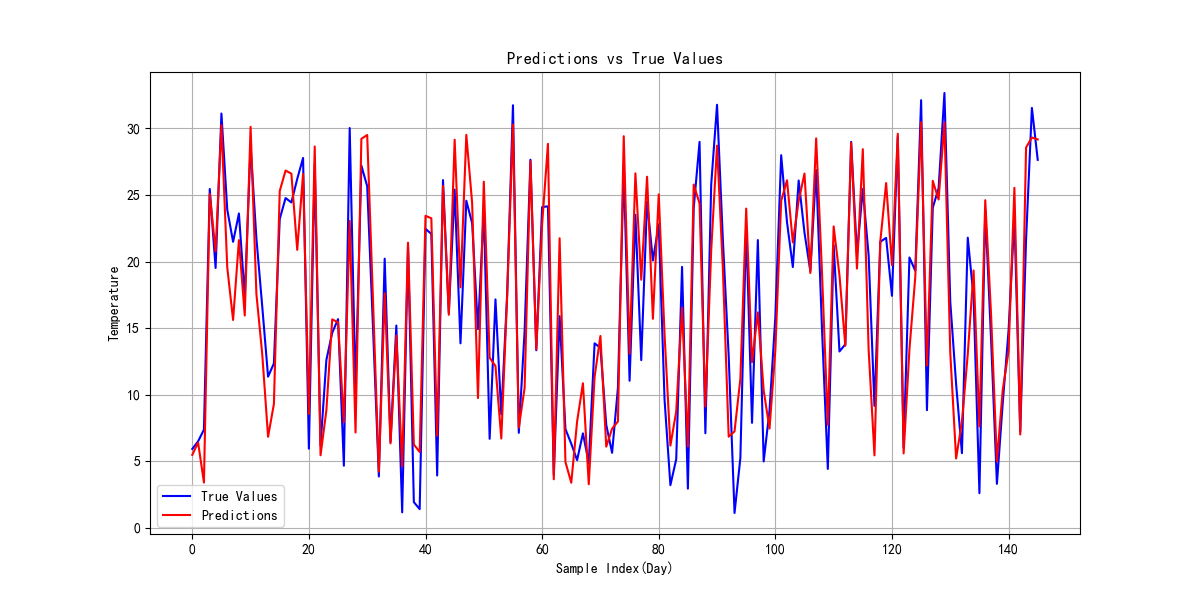 Predictions vs True Values
Temperature
30
25
20
15
10
5
0
True Values
Predictions
0 20 40 60 80 100 120 140
Sample Index(Day)